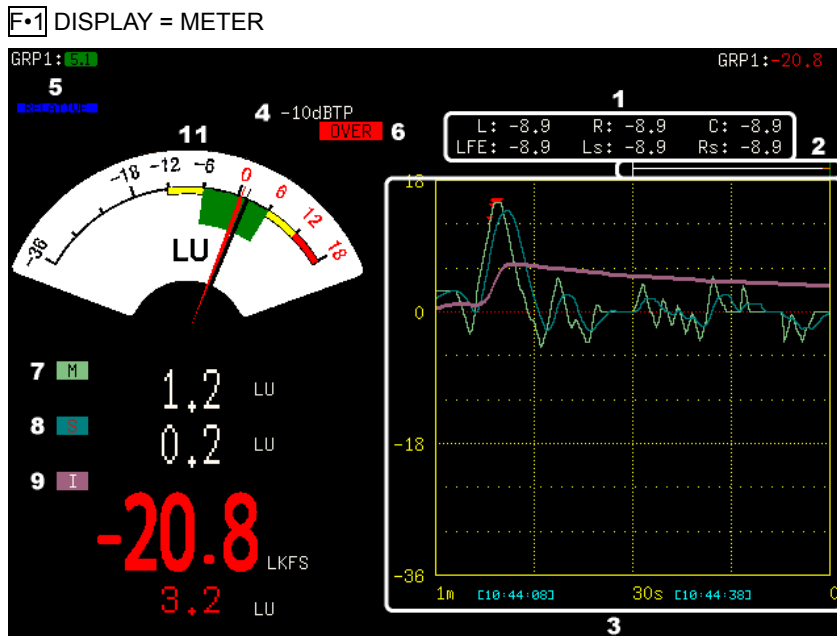 F•1 DISPLAY = METER
GRP1: 5.1
GRP1:-20.8
5
RELATIVE
4 -10dBTP
OVER 6
1
L: -8.9 R: -8.9 C: -8.9
LFE: -8.9 Ls: -8.9 Rs: -8.9
2
11
-36 -18 -12 -6 0 6 12 18
LU
7 M 1.2 LU
8 S 0.2 LU
9 I
-20.8 LKFS
3.2 LU
18
0
-18
-36
1m [10:44:08] 30s [10:44:38] 0
3